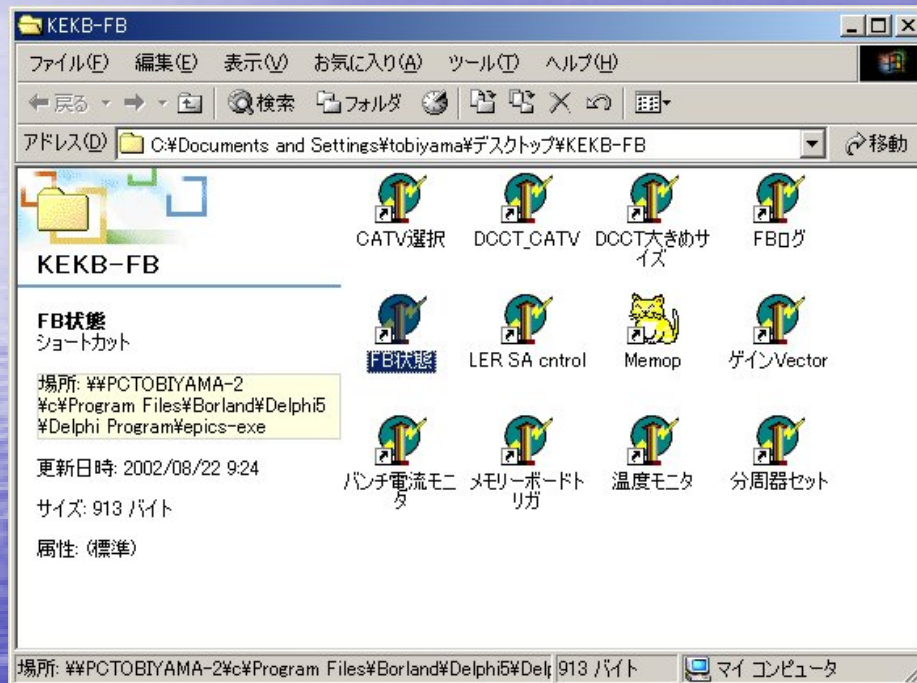 KEKB-FB
ファイル(F) 編集(E) 表示(V) お気に入り(A) ツール(T) ヘルプ(H)
戻る 検索 フォルダ
アドレス(D) C:¥Documents and Settings¥tobiyama¥デスクトップ¥KEKB-FB 移動
KEKB-FB
FB状態
ショートカット
場所: ¥¥PCTOBIYAMA-2
¥c¥Program Files¥Borland¥Delphi5
¥Delphi Program¥epics-exe
更新日時: 2002/08/22 9:24
サイズ: 913 バイト
属性: (標準)
CATV選択 DCCT_CATV DCCT大きめサ FBログ
イズ
FB状態 LER SA cntrol Memop ゲインVector
バンチ電流モニ メモリーボードト 温度モニタ 分周器セット
タ リガ
場所: ¥¥PCTOBIYAMA-2¥c¥Program Files¥Borland¥Delphi5¥Delp 913 バイト マイ コンピュータ